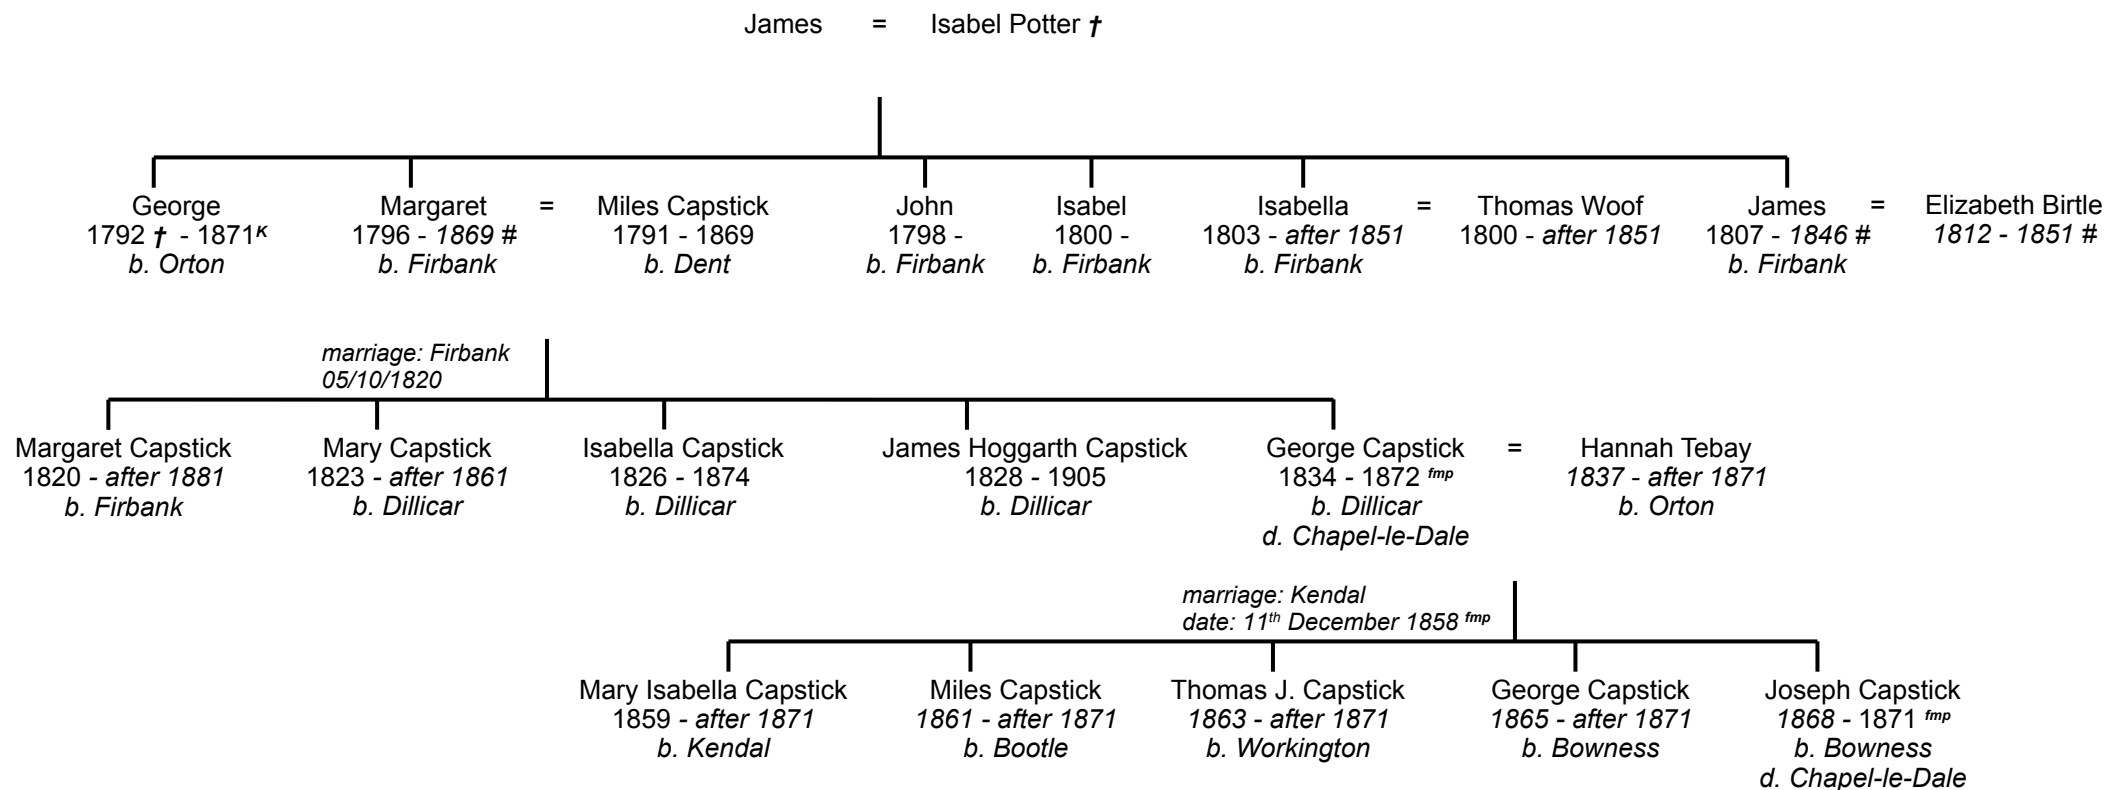 James = Isabel Potter †
George Margaret = Miles Capstick John Isabel Isabella = Thomas Woof James = Elizabeth Birtle
1792 † - 1871ᴷ 1796 - 1869 # 1791 - 1869 1798 - 1800 - 1803 - after 1851 1800 - after 1851 1807 - 1846 # 1812 - 1851 #
b. Orton b. Firbank b. Dent b. Firbank b. Firbank b. Firbank b. Firbank
marriage: Firbank
05/10/1820
Margaret Capstick Mary Capstick Isabella Capstick James Hoggarth Capstick George Capstick = Hannah Tebay
1820 - after 1881 1823 - after 1861 1826 - 1874 1828 - 1905 1834 - 1872 fmp 1837 - after 1871
b. Firbank b. Dillicar b. Dillicar b. Dillicar b. Dillicar b. Orton
d. Chapel-le-Dale
marriage: Kendal
date: 11th December 1858 fmp
Mary Isabella Capstick Miles Capstick Thomas J. Capstick George Capstick Joseph Capstick
1859 - after 1871 1861 - after 1871 1863 - after 1871 1865 - after 1871 1868 - 1871 fmp
b. Kendal b. Bootle b. Workington b. Bowness b. Bowness
d. Chapel-le-Dale